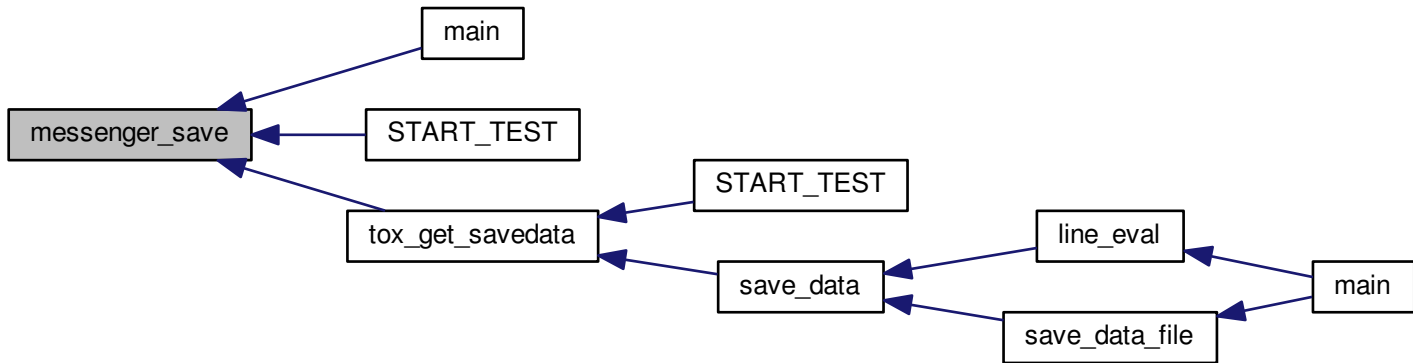 main
messenger_save
START_TEST
START_TEST
tox_get_savedata
line_eval
save_data
main
save_data_file